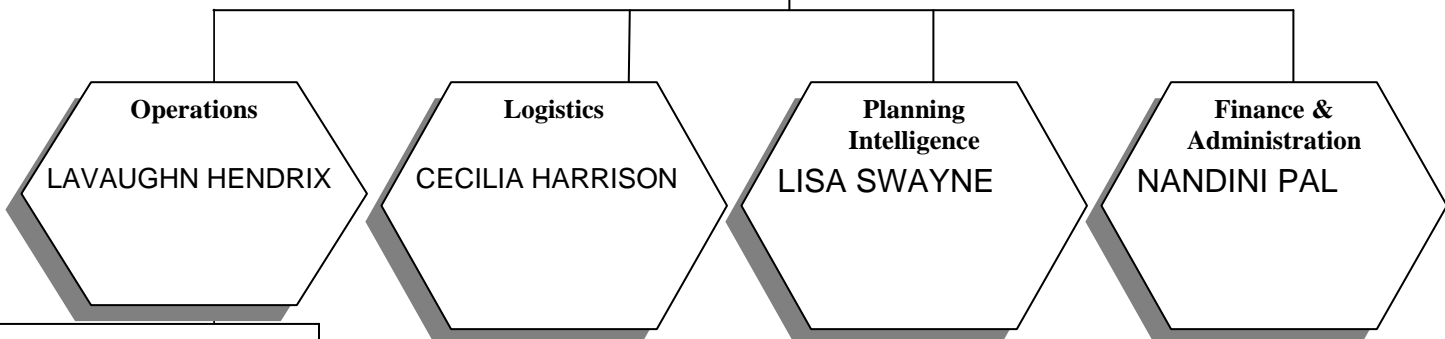 Operations
LAVAUGHN HENDRIX
Logistics
CECILIA HARRISON
Planning
Intelligence
LISA SWAYNE
Finance &
Administration
NANDINI PAL